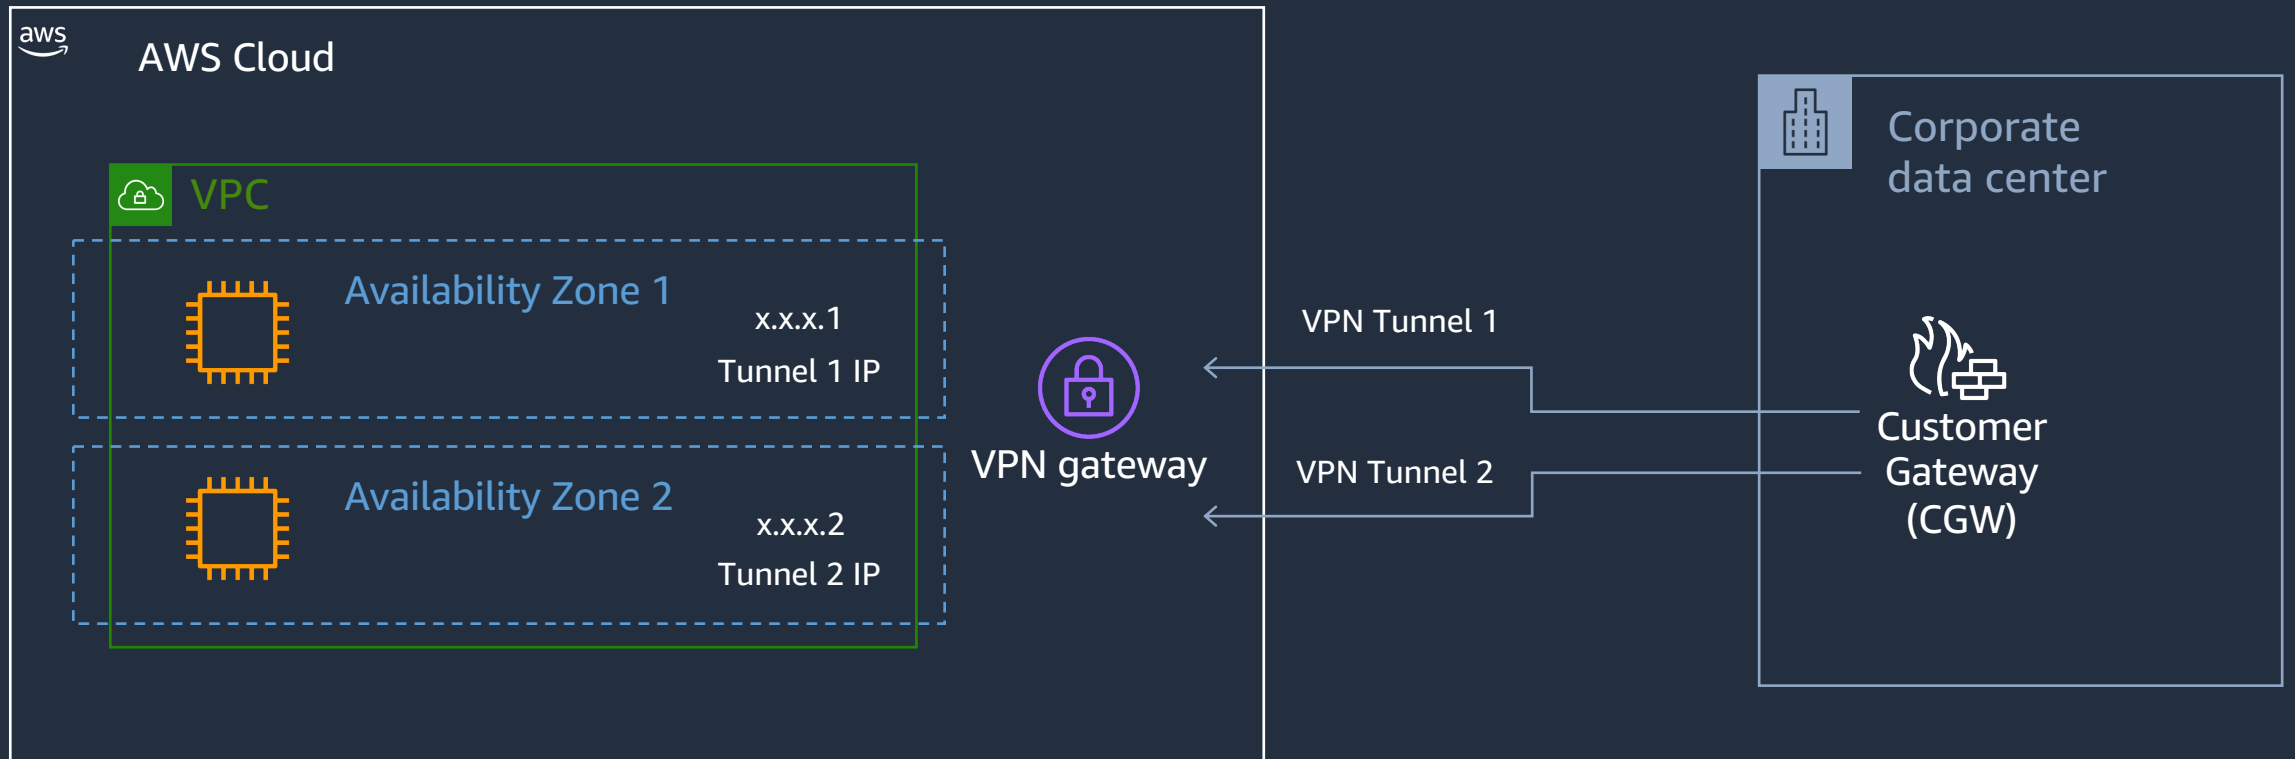 aws
AWS Cloud
VPC
Availability Zone 1
x.x.x.1
Tunnel 1 IP
Availability Zone 2
x.x.x.2
Tunnel 2 IP
VPN gateway
VPN Tunnel 1
VPN Tunnel 2
Corporate
data center
Customer
Gateway
(CGW)